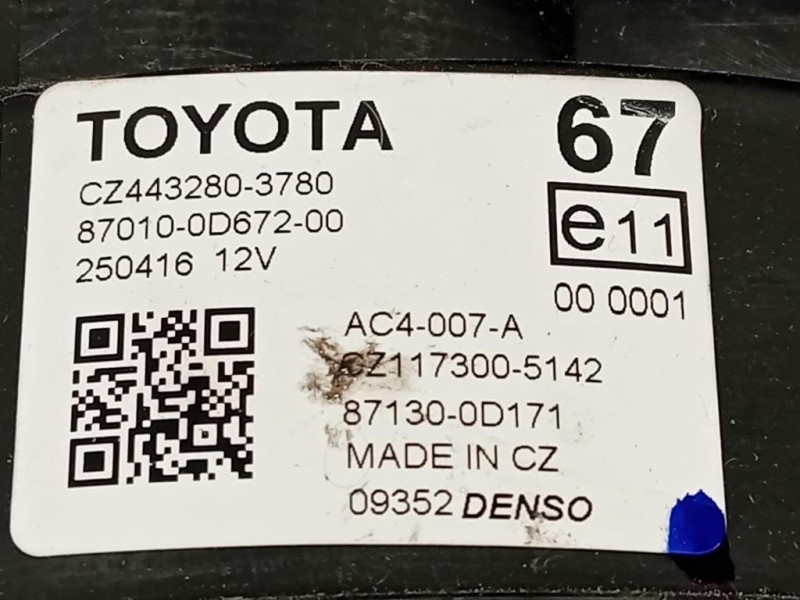 TOYOTA
67
CZ443280-3780
87010-0D672-00
250416 12V
e11
00 0001
AC4-007-A
CZ117300-5142
87130-0D171
MADE IN CZ
09352 DENSO